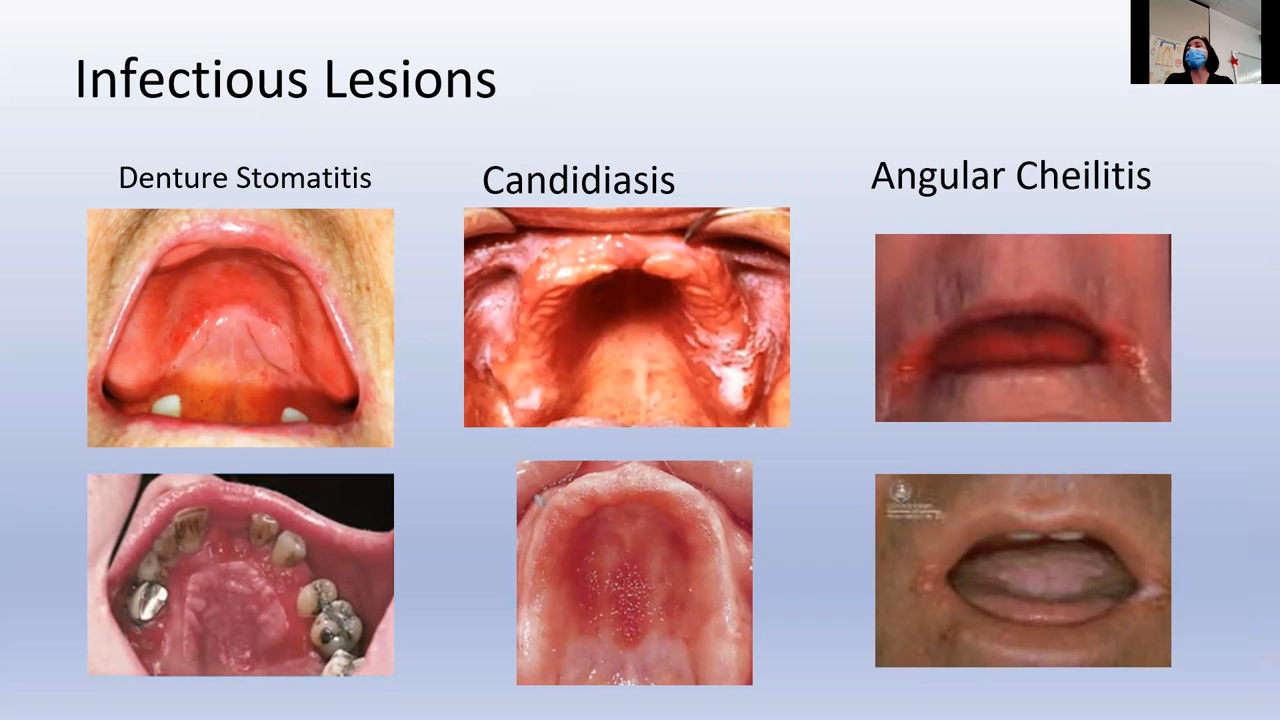 Infectious Lesions
Denture Stomatitis
Candidiasis
Angular Cheilitis